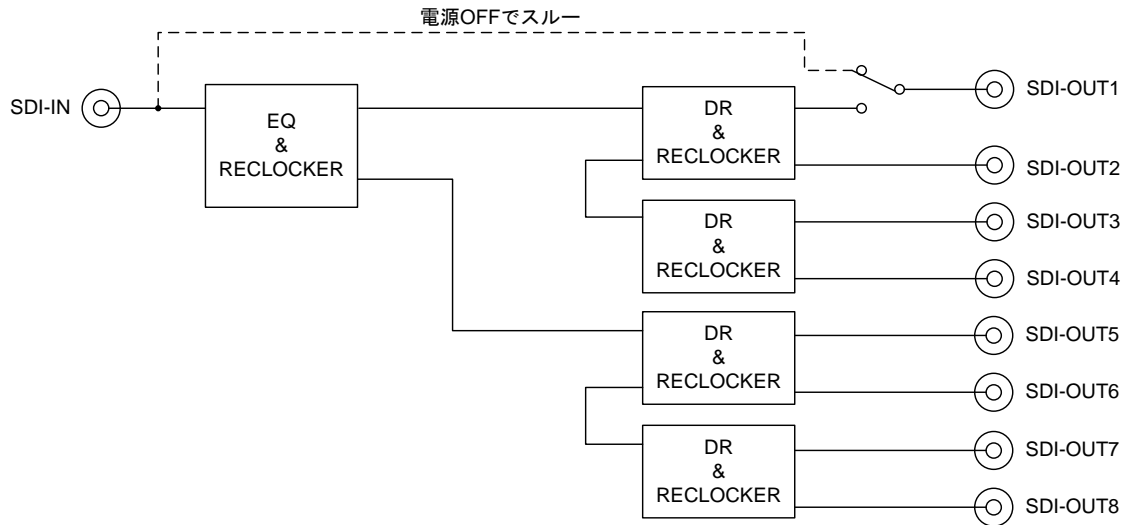 電源OFFでスルー
SDI-IN
EQ
&
RECLOCKER
DR
&
RECLOCKER
SDI-OUT1
SDI-OUT2
DR
&
RECLOCKER
SDI-OUT3
SDI-OUT4
DR
&
RECLOCKER
SDI-OUT5
SDI-OUT6
DR
&
RECLOCKER
SDI-OUT7
SDI-OUT8